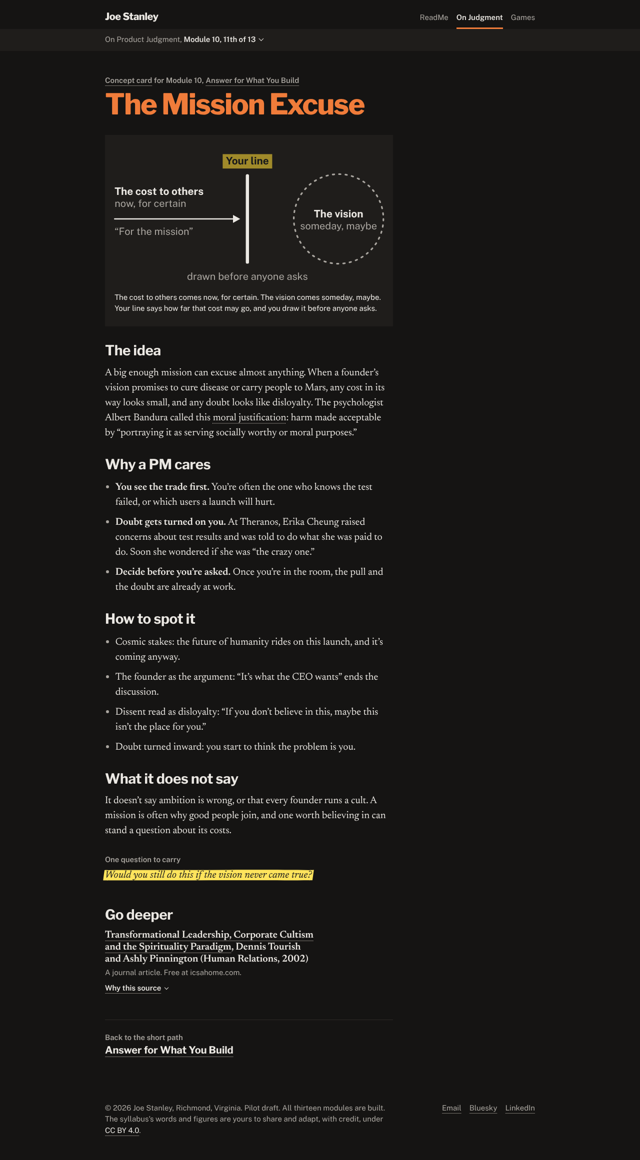 Joe Stanley
ReadMe On Judgment Games
On Product Judgment, Module 10, 11th of 13
Concept card for Module 10, Answer for What You Build
The Mission Excuse
Your line
The cost to others
now, for certain
“For the mission”
The vision
someday, maybe
drawn before anyone asks
The cost to others comes now, for certain. The vision comes someday, maybe.
Your line says how far that cost may go, and you draw it before anyone asks.
The idea
A big enough mission can excuse almost anything. When a founder’s
vision promises to cure disease or carry people to Mars, any cost in its
way looks small, and any doubt looks like disloyalty. The psychologist
Albert Bandura called this moral justification: harm made acceptable
by “portraying it as serving socially worthy or moral purposes.”
Why a PM cares
• You see the trade first. You’re often the one who knows the test
failed, or which users a launch will hurt.
• Doubt gets turned on you. At Theranos, Erika Cheung raised
concerns about test results and was told to do what she was paid to
do. Soon she wondered if she was “the crazy one.”
• Decide before you’re asked. Once you’re in the room, the pull and
the doubt are already at work.
How to spot it
• Cosmic stakes: the future of humanity rides on this launch, and it’s
coming anyway.
• The founder as the argument: “It’s what the CEO wants” ends the
discussion.
• Dissent read as disloyalty: “If you don’t believe in this, maybe this
isn’t the place for you.”
• Doubt turned inward: you start to think the problem is you.
What it does not say
It doesn’t say ambition is wrong, or that every founder runs a cult. A
mission is often why good people join, and one worth believing in can
stand a question about its costs.
One question to carry
Would you still do this if the vision never came true?
Go deeper
Transformational Leadership, Corporate Cultism
and the Spirituality Paradigm, Dennis Tourish
and Ashly Pinnington (Human Relations, 2002)
A journal article. Free at icsahome.com.
Why this source
Back to the short path
Answer for What You Build
© 2026 Joe Stanley, Richmond, Virginia. Pilot draft. All thirteen modules are built.
The syllabus’s words and figures are yours to share and adapt, with credit, under
CC BY 4.0.
Email Bluesky LinkedIn